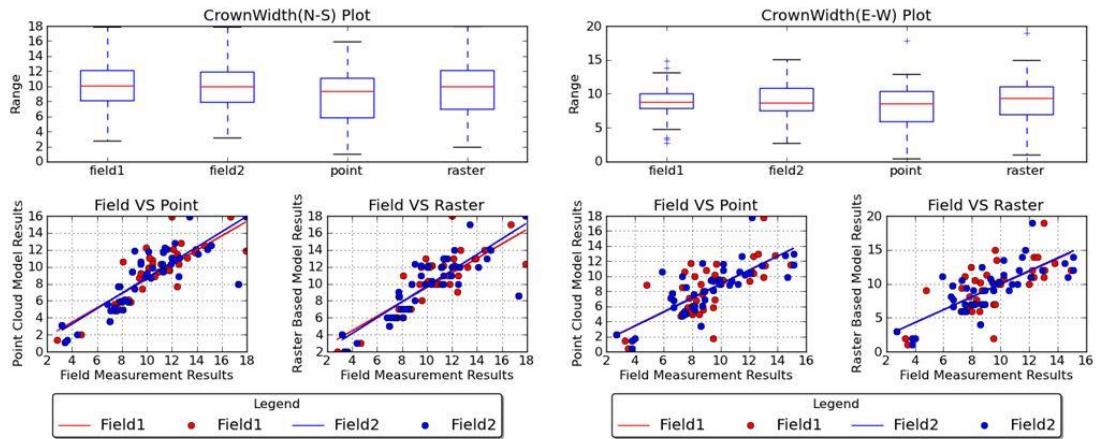 CrownWidth(N-S) Plot
Range
18
16
14
12
10
8
6
4
2
0
field1 field2 point raster
CrownWidth(E-W) Plot
Range
20
15
10
5
0
field1 field2 point raster
Field VS Point
Point Cloud Model Results
16
14
12
10
8
6
4
2
0
2 4 6 8 10 12 14 16 18
Field Measurement Results
Field VS Raster
Raster Based Model Results
18
16
14
12
10
8
6
4
2
2 4 6 8 10 12 14 16 18
Field Measurement Results
Field VS Point
Point Cloud Model Results
18
16
14
12
10
8
6
4
2
0
2 4 6 8 10 12 14 16
Field Measurement Results
Field VS Raster
Raster Based Model Results
20
15
10
5
0
2 4 6 8 10 12 14 16
Field Measurement Results
Legend
Field1 Field1 Field2 Field2
Legend
Field1 Field1 Field2 Field2